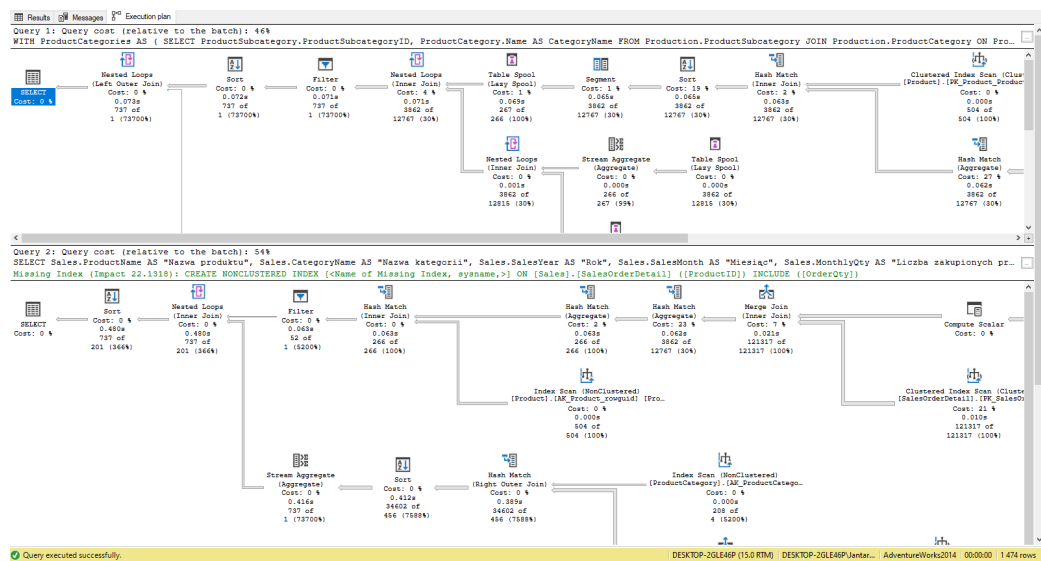 Results Messages Execution plan
Query 1: Query cost (relative to the batch): 46%
WITH ProductCategories AS ( SELECT ProductSubcategory.ProductSubcategoryID, ProductCategory.Name AS CategoryName FROM Production.ProductSubcategory JOIN Production.ProductCategory ON Pro...
SELECT
Cost: 0 %
Nested Loops
(Left Outer Join)
Cost: 0 %
0.073s
737 of
1 (73700%)
Sort
Cost: 0 %
0.072s
737 of
1 (73700%)
Filter
Cost: 0 %
0.071s
737 of
1 (73700%)
Nested Loops
(Inner Join)
Cost: 4 %
0.071s
3862 of
12767 (30%)
Table Spool
(Lazy Spool)
Cost: 1 %
0.069s
267 of
266 (100%)
Segment
Cost: 1 %
0.065s
3862 of
12767 (30%)
Sort
Cost: 19 %
0.065s
3862 of
12767 (30%)
Hash Match
(Inner Join)
Cost: 2 %
0.063s
3862 of
12767 (30%)
Clustered Index Scan (Clus
[Product].[PK_Product_Product
Cost: 0 %
0.000s
504 of
504 (100%)
Nested Loops
(Inner Join)
Cost: 0 %
0.001s
3862 of
12815 (30%)
Stream Aggregate
(Aggregate)
Cost: 0 %
0.000s
266 of
267 (99%)
Table Spool
(Lazy Spool)
Cost: 0 %
0.000s
3862 of
12815 (30%)
Hash Match
(Aggregate)
Cost: 27 %
0.062s
3862 of
12767 (30%)
Query 2: Query cost (relative to the batch): 54%
SELECT Sales.ProductName AS "Nazwa produktu", Sales.CategoryName AS "Nazwa kategorii", Sales.SalesYear AS "Rok", Sales.SalesMonth AS "Miesiąc", Sales.MonthlyQty AS "Liczba zakupionych pr...
Missing Index (Impact 22.1318): CREATE NONCLUSTERED INDEX [<Name of Missing Index, sysname,>] ON [Sales].[SalesOrderDetail] ([ProductID]) INCLUDE ([OrderQty])
SELECT
Cost: 0 %
Sort
Cost: 0 %
0.480s
737 of
201 (366%)
Nested Loops
(Inner Join)
Cost: 0 %
0.480s
737 of
201 (366%)
Filter
Cost: 0 %
0.063s
52 of
1 (5200%)
Hash Match
(Inner Join)
Cost: 0 %
0.063s
266 of
266 (100%)
Hash Match
(Aggregate)
Cost: 2 %
0.063s
266 of
266 (100%)
Hash Match
(Aggregate)
Cost: 23 %
0.062s
3862 of
12767 (30%)
Merge Join
(Inner Join)
Cost: 7 %
0.021s
121317 of
121317 (100%)
Compute Scalar
Cost: 0 %
Index Scan (NonClustered)
[Product].[AK_Product_rowguid] [Pro…
Cost: 0 %
0.000s
504 of
504 (100%)
Clustered Index Scan (Cluste
[SalesOrderDetail].[PK_SalesOr
Cost: 21 %
0.010s
121317 of
121317 (100%)
Stream Aggregate
(Aggregate)
Cost: 0 %
0.416s
737 of
1 (73700%)
Sort
Cost: 0 %
0.412s
34602 of
456 (7588%)
Hash Match
(Right Outer Join)
Cost: 0 %
0.389s
34602 of
456 (7588%)
Index Scan (NonClustered)
[ProductCategory].[AK_ProductCatego…
Cost: 0 %
0.000s
208 of
4 (5200%)
Query executed successfully.
DESKTOP-2GLE46P (15.0 RTM) DESKTOP-2GLE46P\Jantar... AdventureWorks2014 00:00:00 1 474 rows